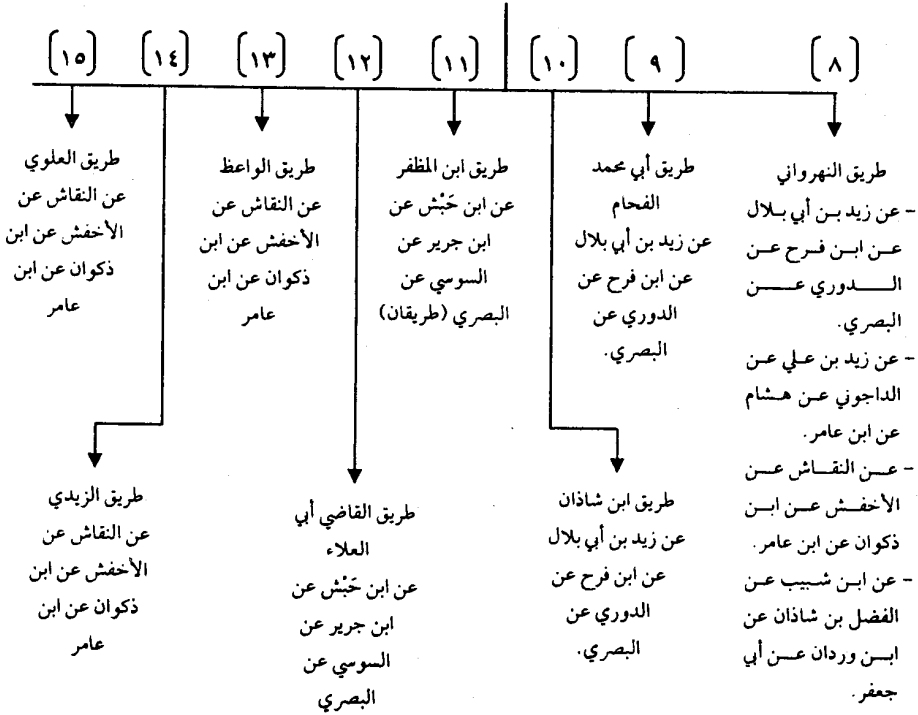 [٨]
[٩]
[١٠]
[١١]
[١٢]
[١٣]
[١٤]
[١٥]
طريق النهرواني
- عن زيد بن أبي بلال
عن ابن فرح عن
الدوري عن
البصري.
- عن زيد بن علي عن
الداجوني عن هشام
عن ابن عامر.
- عن النقاش عن
الأخفش عن ابن
ذكوان عن ابن عامر.
- عن ابن شبيب عن
الفضل بن شاذان عن
ابن وردان عن أبي
جعفر.
طريق أبي محمد
الفحام
عن زيد بن أبي بلال
عن ابن فرح عن
الدوري عن
البصري.
طريق ابن شاذان
عن زيد بن أبي بلال
عن ابن فرح عن
الدوري عن
البصري.
طريق ابن المظفر
عن ابن حَبْش عن
ابن جرير عن
السوسي عن
البصري (طريقان)
طريق القاضي أبي
العلاء
عن ابن حَبْش عن
ابن جرير عن
السوسي عن
البصري
طريق الواعظ
عن النقاش عن
الأخفش عن ابن
ذكوان عن ابن
عامر
طريق الزيدي
عن النقاش عن
الأخفش عن ابن
ذكوان عن ابن
عامر
طريق العلوي
عن النقاش عن
الأخفش عن ابن
ذكوان عن ابن
عامر